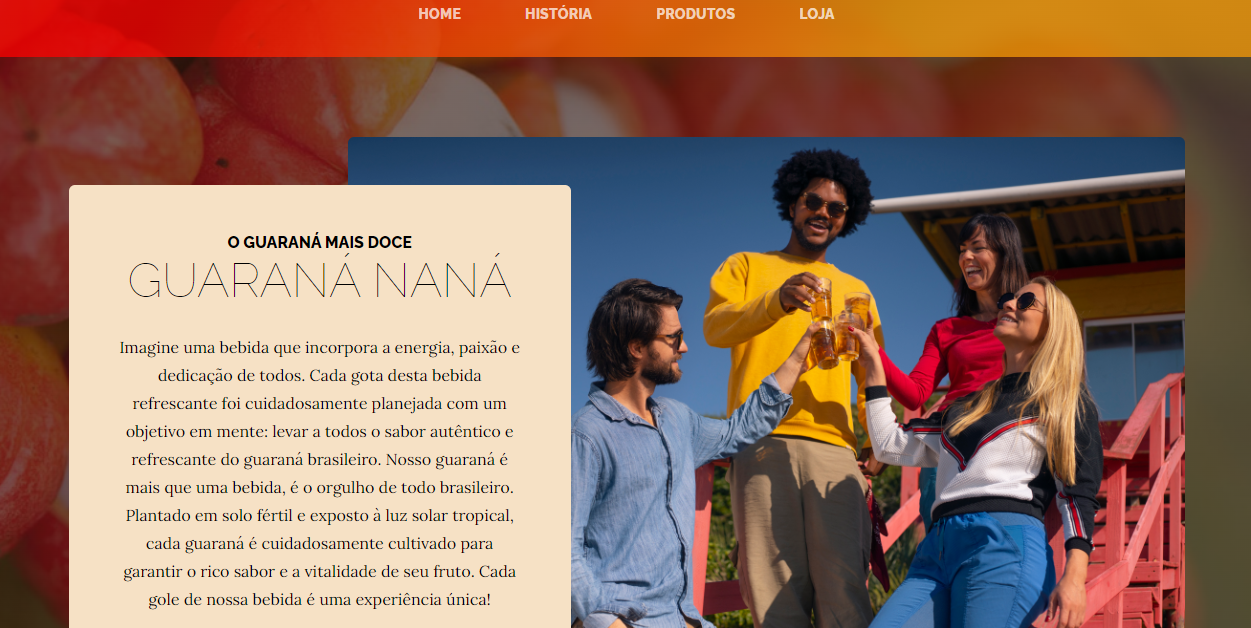 HOME HISTÓRIA PRODUTOS LOJA
O GUARANÁ MAIS DOCE
GUARANÁ NANÁ
Imagine uma bebida que incorpora a energia, paixão e
dedicação de todos. Cada gota desta bebida
refrescante foi cuidadosamente planejada com um
objetivo em mente: levar a todos o sabor autêntico e
refrescante do guaraná brasileiro. Nosso guaraná é
mais que uma bebida, é o orgulho de todo brasileiro.
Plantado em solo fértil e exposto à luz solar tropical,
cada guaraná é cuidadosamente cultivado para
garantir o rico sabor e a vitalidade de seu fruto. Cada
gole de nossa bebida é uma experiência única!